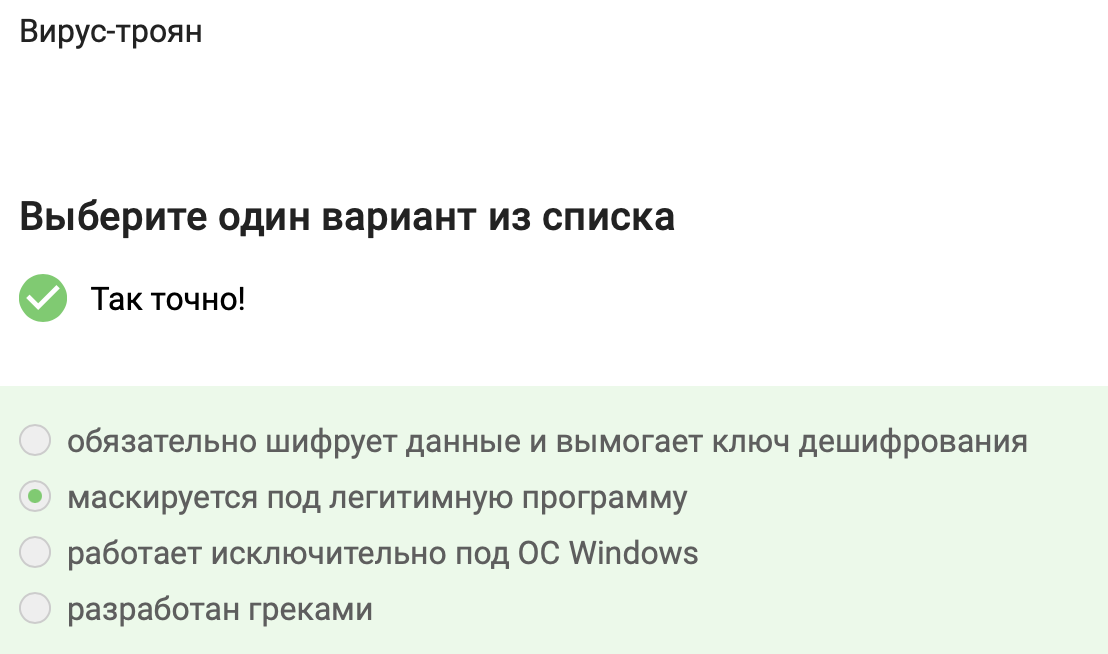 Вирус-троян
Выберите один вариант из списка
Так точно!
обязательно шифрует данные и вымогает ключ дешифрования
маскируется под легитимную программу
работает исключительно под ОС Windows
разработан греками